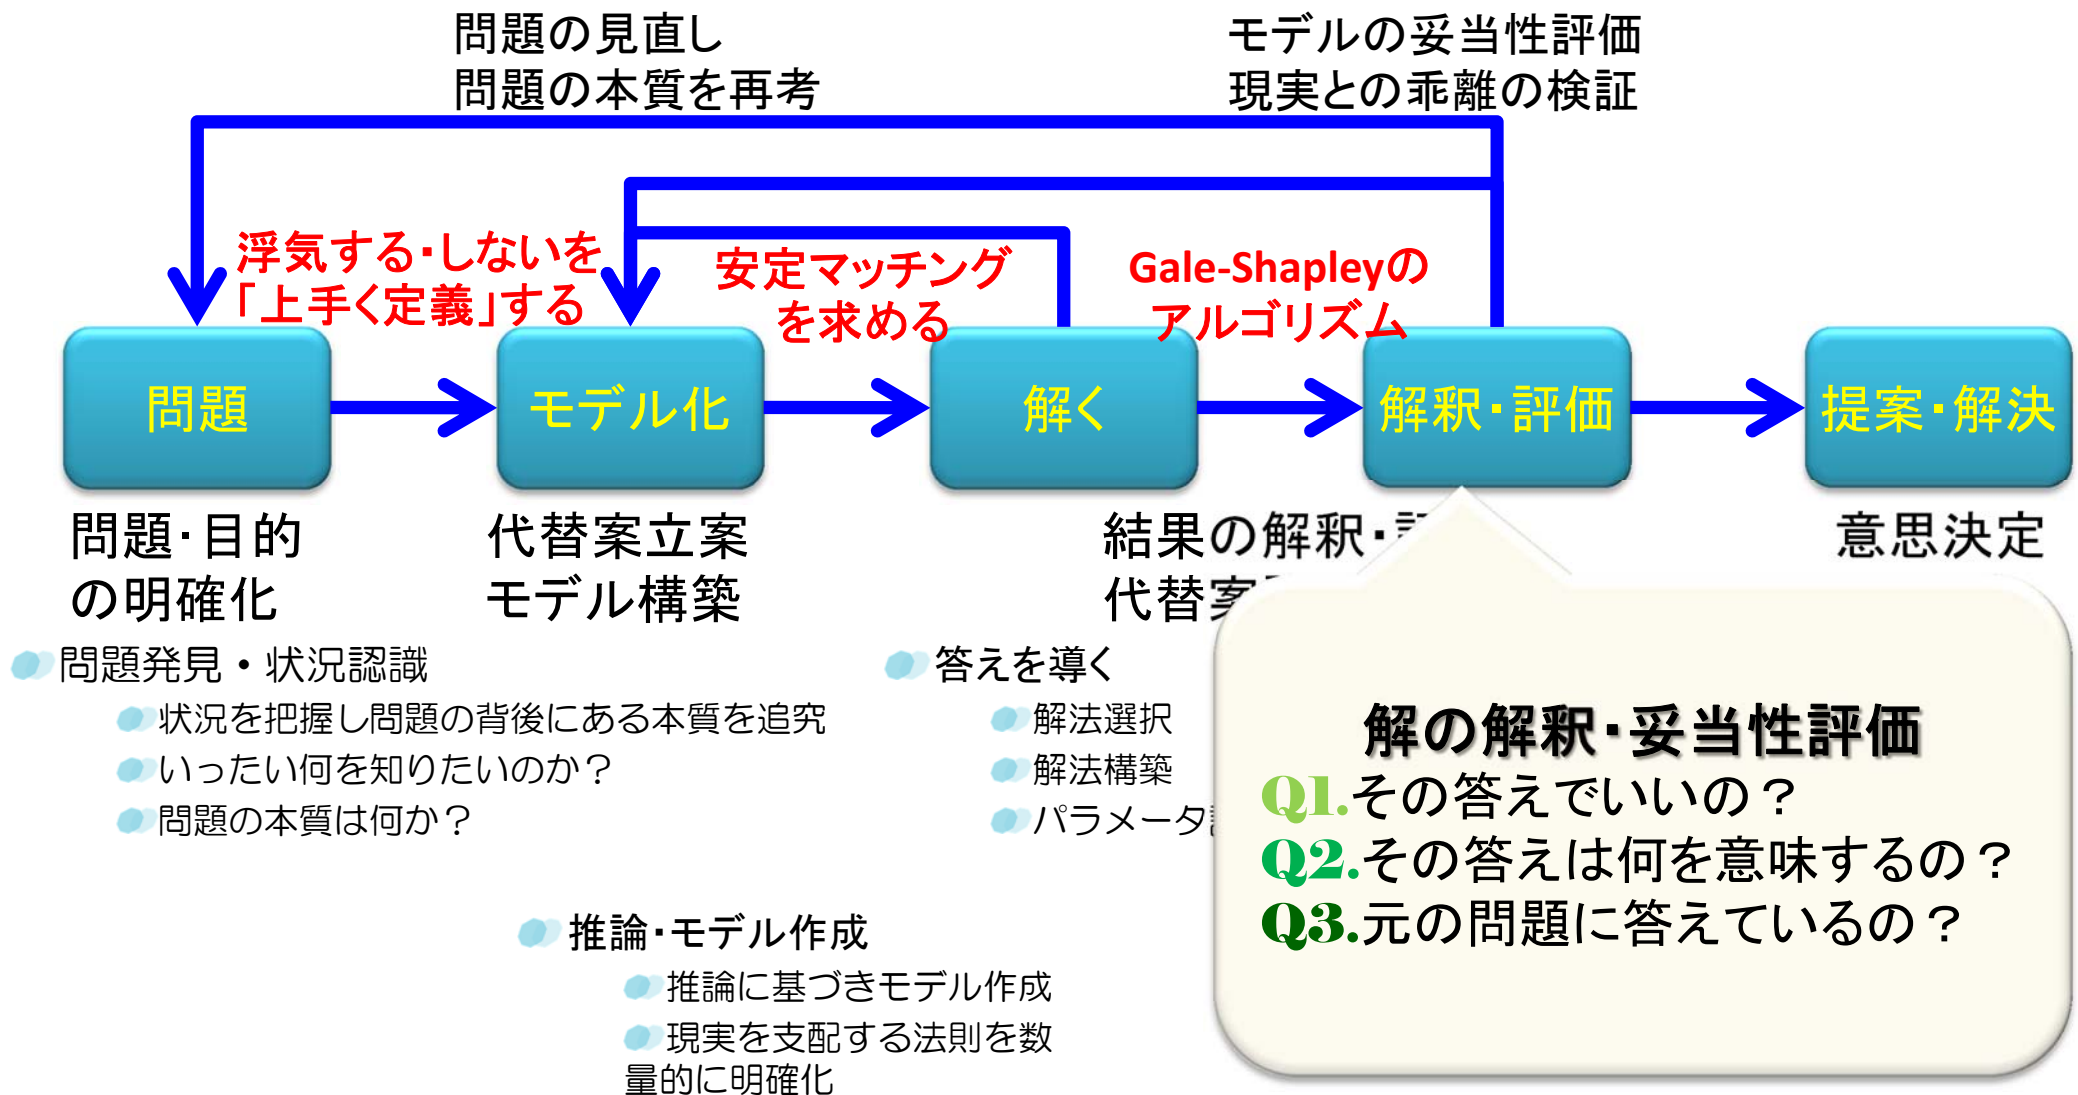 問題の見直し
問題の本質を再考
モデルの妥当性評価
現実との乖離の検証
浮気する・しないを
「上手く定義」する
安定マッチング
を求める
Gale-Shapleyの
アルゴリズム
問題
モデル化
解く
解釈・評価
提案・解決
問題・目的
の明確化
代替案立案
モデル構築
結果の解釈・
代替案
意思決定
問題発見・状況認識
状況を把握し問題の背後にある本質を追究
いったい何を知りたいのか？
問題の本質は何か？
答えを導く
解法選択
解法構築
パラメータ
推論・モデル作成
推論に基づきモデル作成
現実を支配する法則を数
量的に明確化
解の解釈・妥当性評価
Q1.その答えでいいの？
Q2.その答えは何を意味するの？
Q3.元の問題に答えているの？